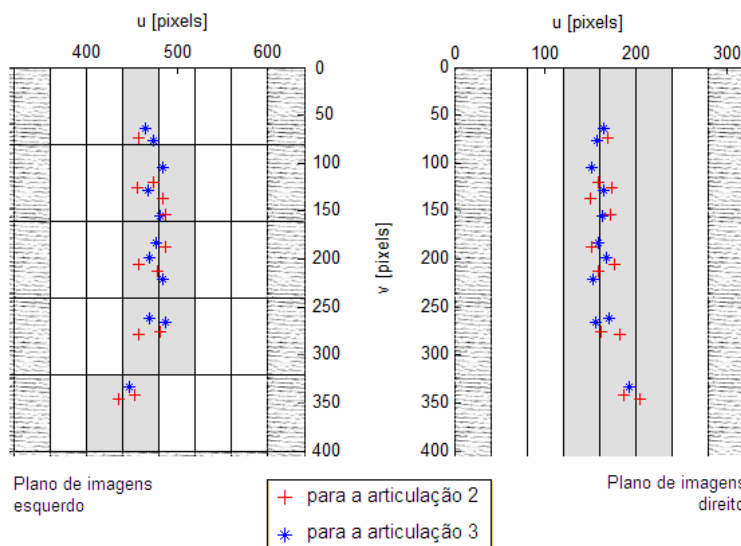 u [pixels]
u [pixels]
400 500 600
0 100 200 300
0
50
100
150
200
250
300
350
400
v [pixels]
0
50
100
150
200
250
300
350
400
Plano de imagens
esquerdo
para a articulação 2
para a articulação 3
Plano de imagens
direito